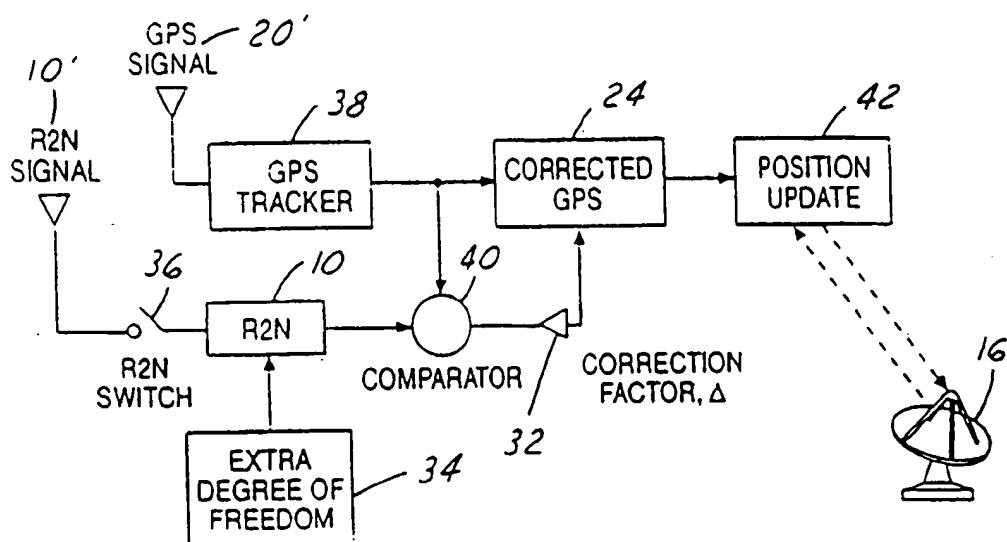 GPS 20'
SIGNAL
10'
R2N
SIGNAL
38
GPS
TRACKER
24
CORRECTED
GPS
42
POSITION
UPDATE
36
R2N
SWITCH
10
R2N
40
COMPARATOR
32
CORRECTION
FACTOR, Δ
16
EXTRA
DEGREE OF
FREEDOM
34